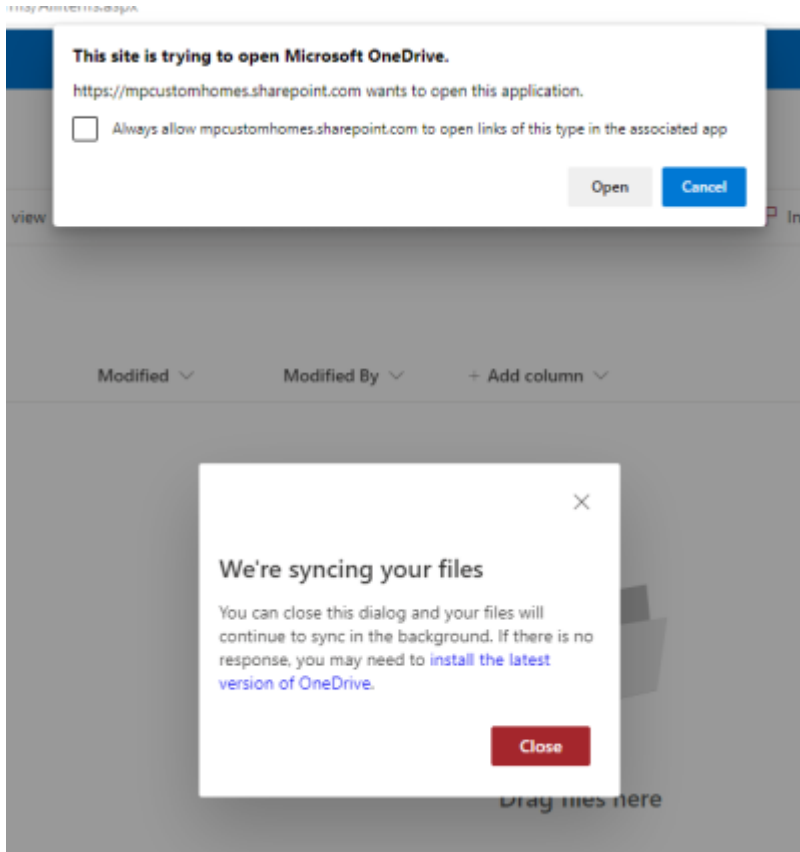 This site is trying to open Microsoft OneDrive.
https://mpcustomhomes.sharepoint.com wants to open this application.
Always allow mpcustomhomes.sharepoint.com to open links of this type in the associated app
Open Cancel
view In
Modified Modified By + Add column
We're syncing your files
You can close this dialog and your files will
continue to sync in the background. If there is no
response, you may need to install the latest
version of OneDrive.
Close
Drag files here